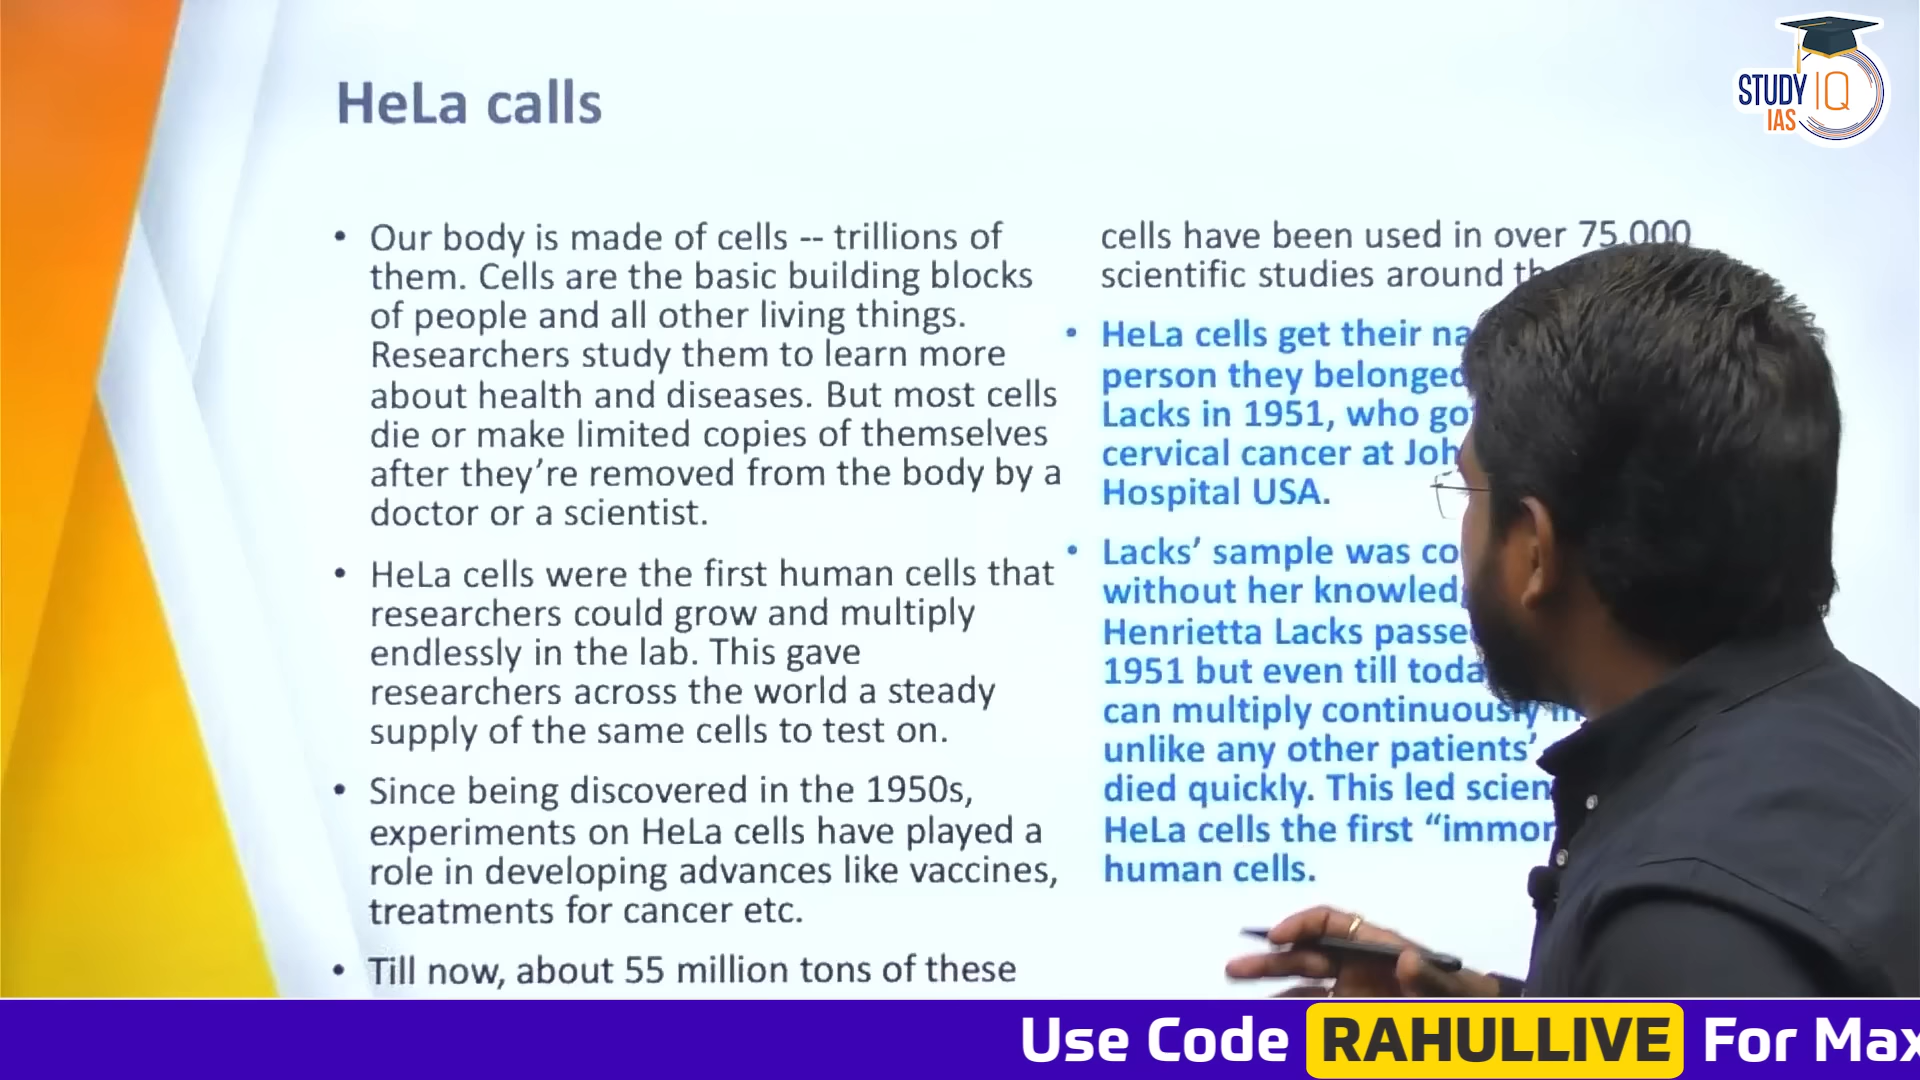 HeLa calls
Our body is made of cells -- trillions of
them. Cells are the basic building blocks
of people and all other living things.
Researchers study them to learn more
about health and diseases. But most cells
die or make limited copies of themselves
after they’re removed from the body by a
doctor or a scientist.
HeLa cells were the first human cells that
researchers could grow and multiply
endlessly in the lab. This gave
researchers across the world a steady
supply of the same cells to test on.
Since being discovered in the 1950s,
experiments on HeLa cells have played a
role in developing advances like vaccines,
treatments for cancer etc.
Till now, about 55 million tons of these
cells have been used in over 75,000
scientific studies around
HeLa cells get their
person they belonged
Lacks in 1951, who
cervical cancer at
Hospital USA.
Lacks’ sample was
without her
Henrietta Lacks
1951 but even till
can multiply continuously
unlike any other patients’
died quickly. This led
HeLa cells the first
human cells.
STUDY IQ
IAS
Use Code RAHULLIVE For